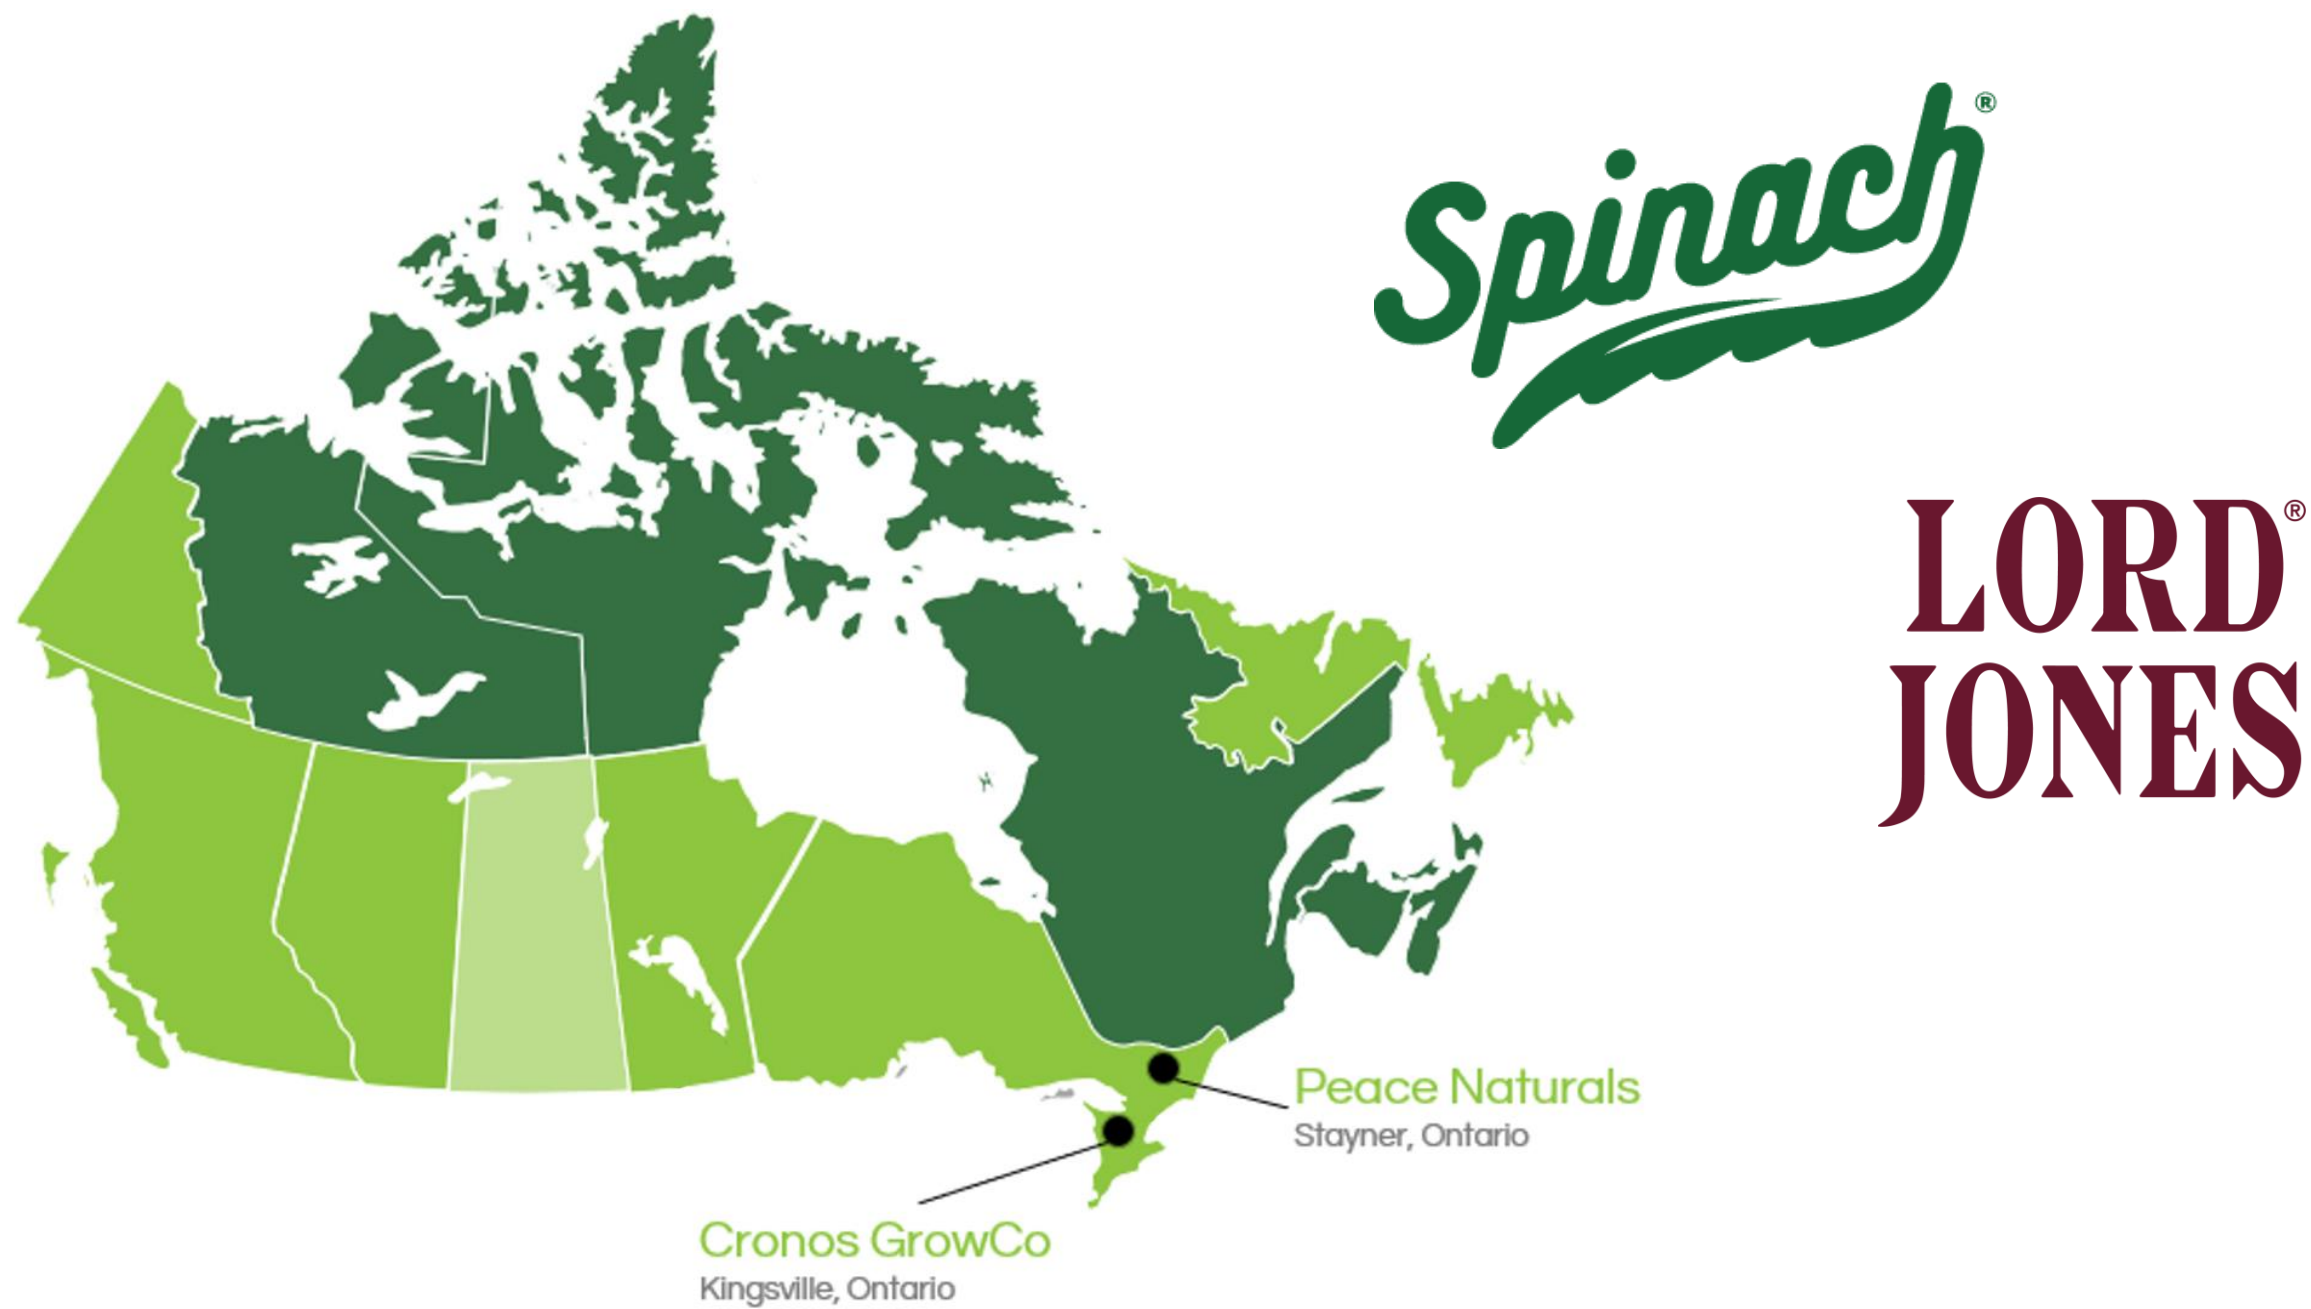 Spinach®
LORD®
JONES
Peace Naturals
Stayner, Ontario
Cronos GrowCo
Kingsville, Ontario